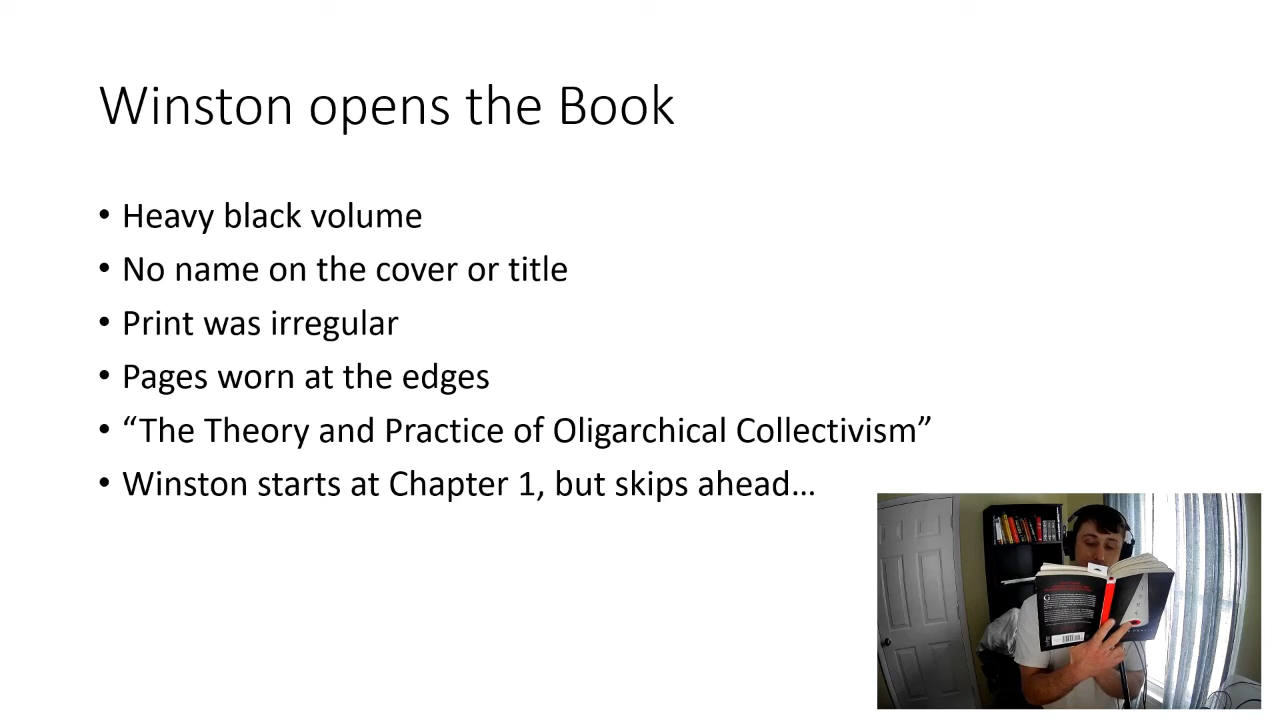 Winston opens the Book
• Heavy black volume
• No name on the cover or title
• Print was irregular
• Pages worn at the edges
• “The Theory and Practice of Oligarchical Collectivism”
• Winston starts at Chapter 1, but skips ahead…